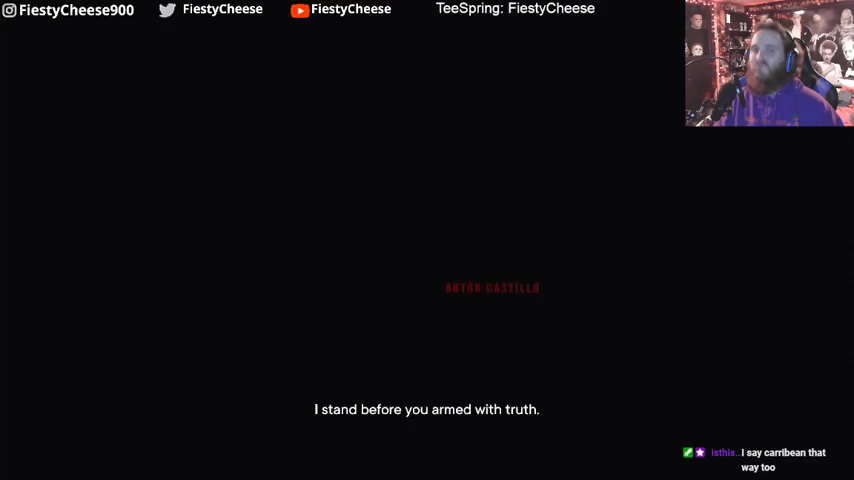 FiestyCheese900
FiestyCheese
FiestyCheese
TeeSpring: FiestyCheese
ANTÓN CASTILLO
I stand before you armed with truth.
isthis..I say carribean that
way too